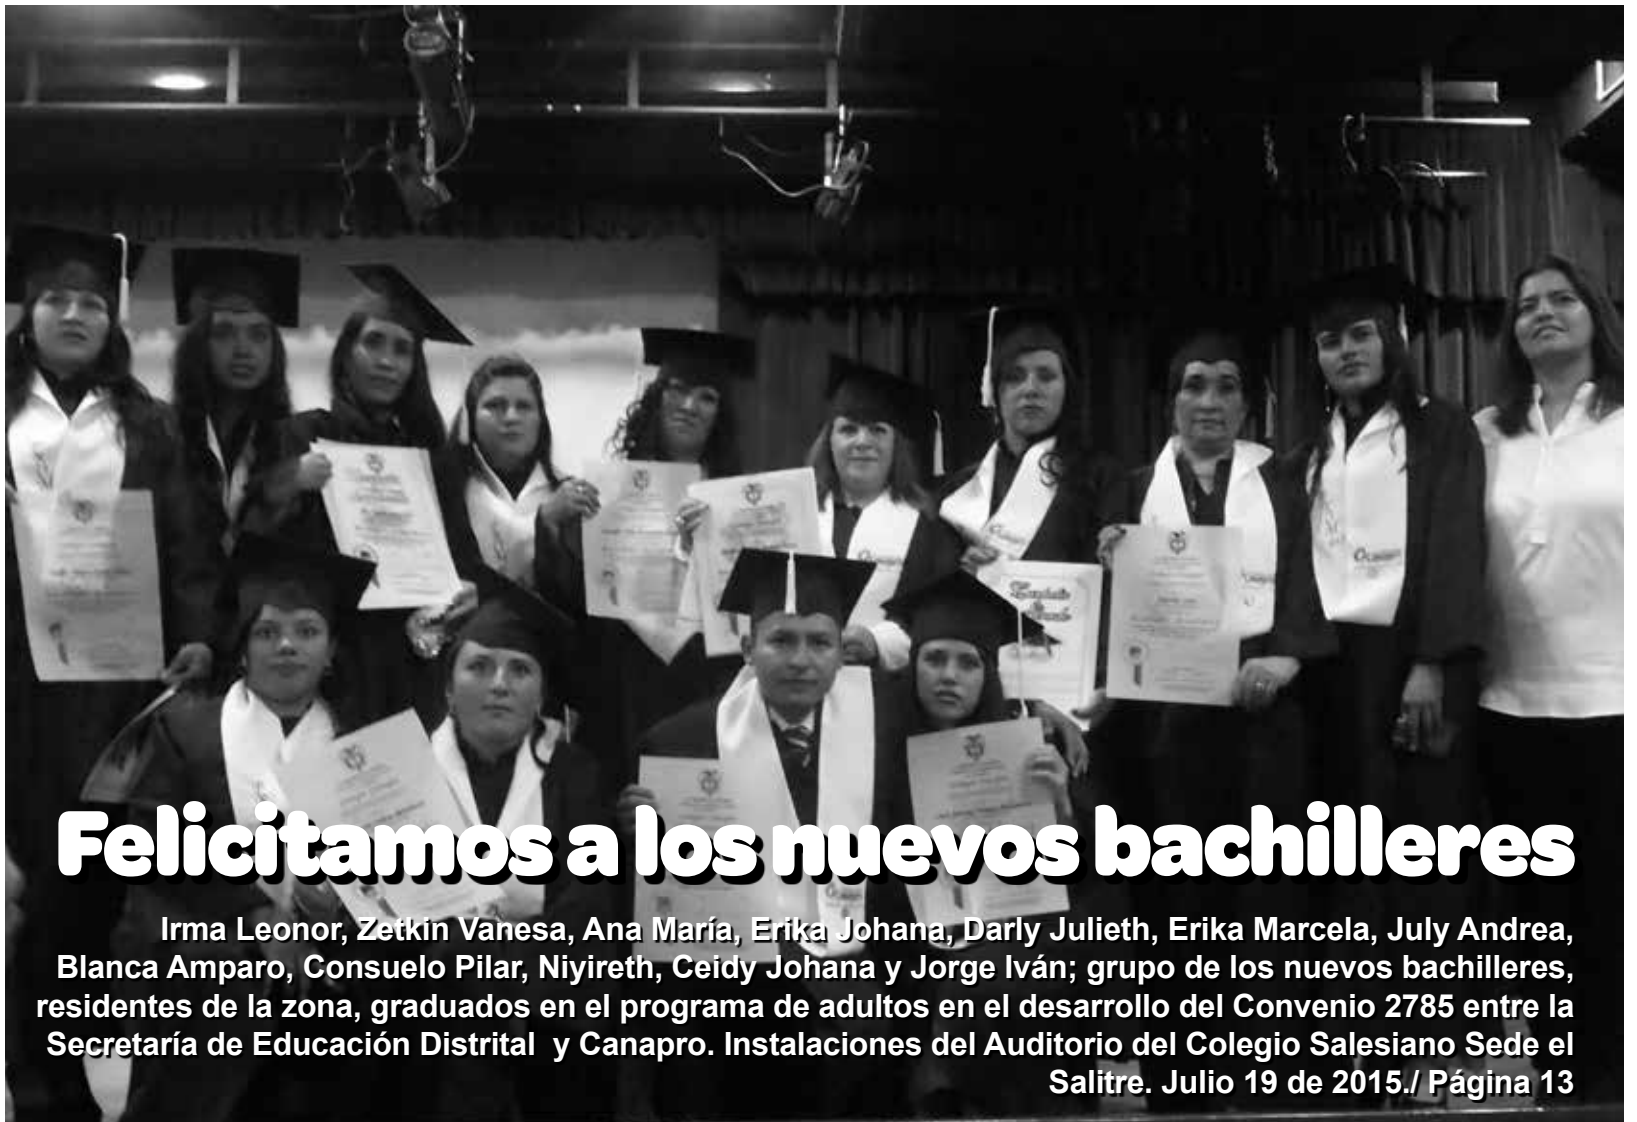 Felicitamos a los nuevos bachilleres
Irma Leonor, Zetkin Vanesa, Ana María, Erika Johana, Darly Julieth, Erika Marcela, July Andrea,
Blanca Amparo, Consuelo Pilar, Niyireth, Ceidy Johana y Jorge Iván; grupo de los nuevos bachilleres,
residentes de la zona, graduados en el programa de adultos en el desarrollo del Convenio 2785 entre la
Secretaría de Educación Distrital  y Canapro. Instalaciones del Auditorio del Colegio Salesiano Sede el
Salitre. Julio 19 de 2015./ Página 13